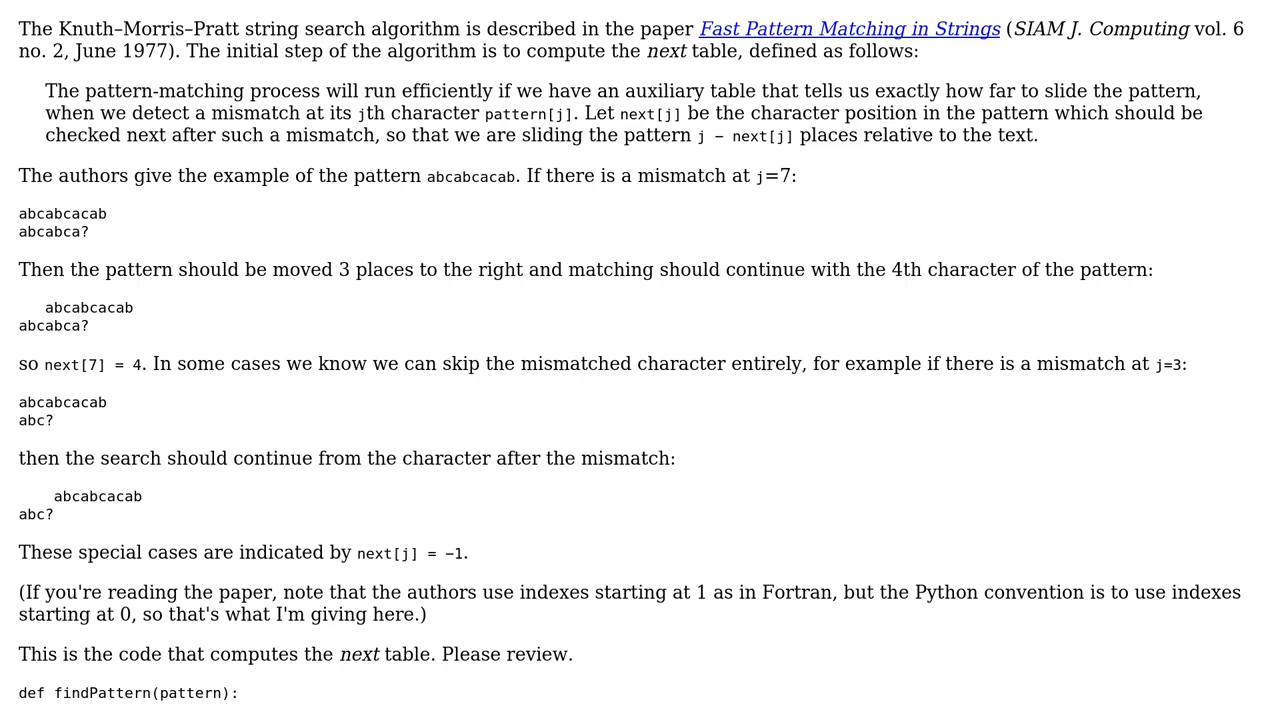 The Knuth–Morris–Pratt string search algorithm is described in the paper Fast Pattern Matching in Strings (SIAM J. Computing vol. 6
no. 2, June 1977). The initial step of the algorithm is to compute the next table, defined as follows:
The pattern-matching process will run efficiently if we have an auxiliary table that tells us exactly how far to slide the pattern,
when we detect a mismatch at its jth character pattern[j]. Let next[j] be the character position in the pattern which should be
checked next after such a mismatch, so that we are sliding the pattern j − next[j] places relative to the text.
The authors give the example of the pattern abcabcacab. If there is a mismatch at j=7:
abcabcacab
abcabca?
Then the pattern should be moved 3 places to the right and matching should continue with the 4th character of the pattern:
   abcabcacab
abcabca?
so next[7] = 4. In some cases we know we can skip the mismatched character entirely, for example if there is a mismatch at j=3:
abcabcacab
abc?
then the search should continue from the character after the mismatch:
    abcabcacab
abc?
These special cases are indicated by next[j] = −1.
(If you're reading the paper, note that the authors use indexes starting at 1 as in Fortran, but the Python convention is to use indexes
starting at 0, so that's what I'm giving here.)
This is the code that computes the next table. Please review.
def findPattern(pattern):